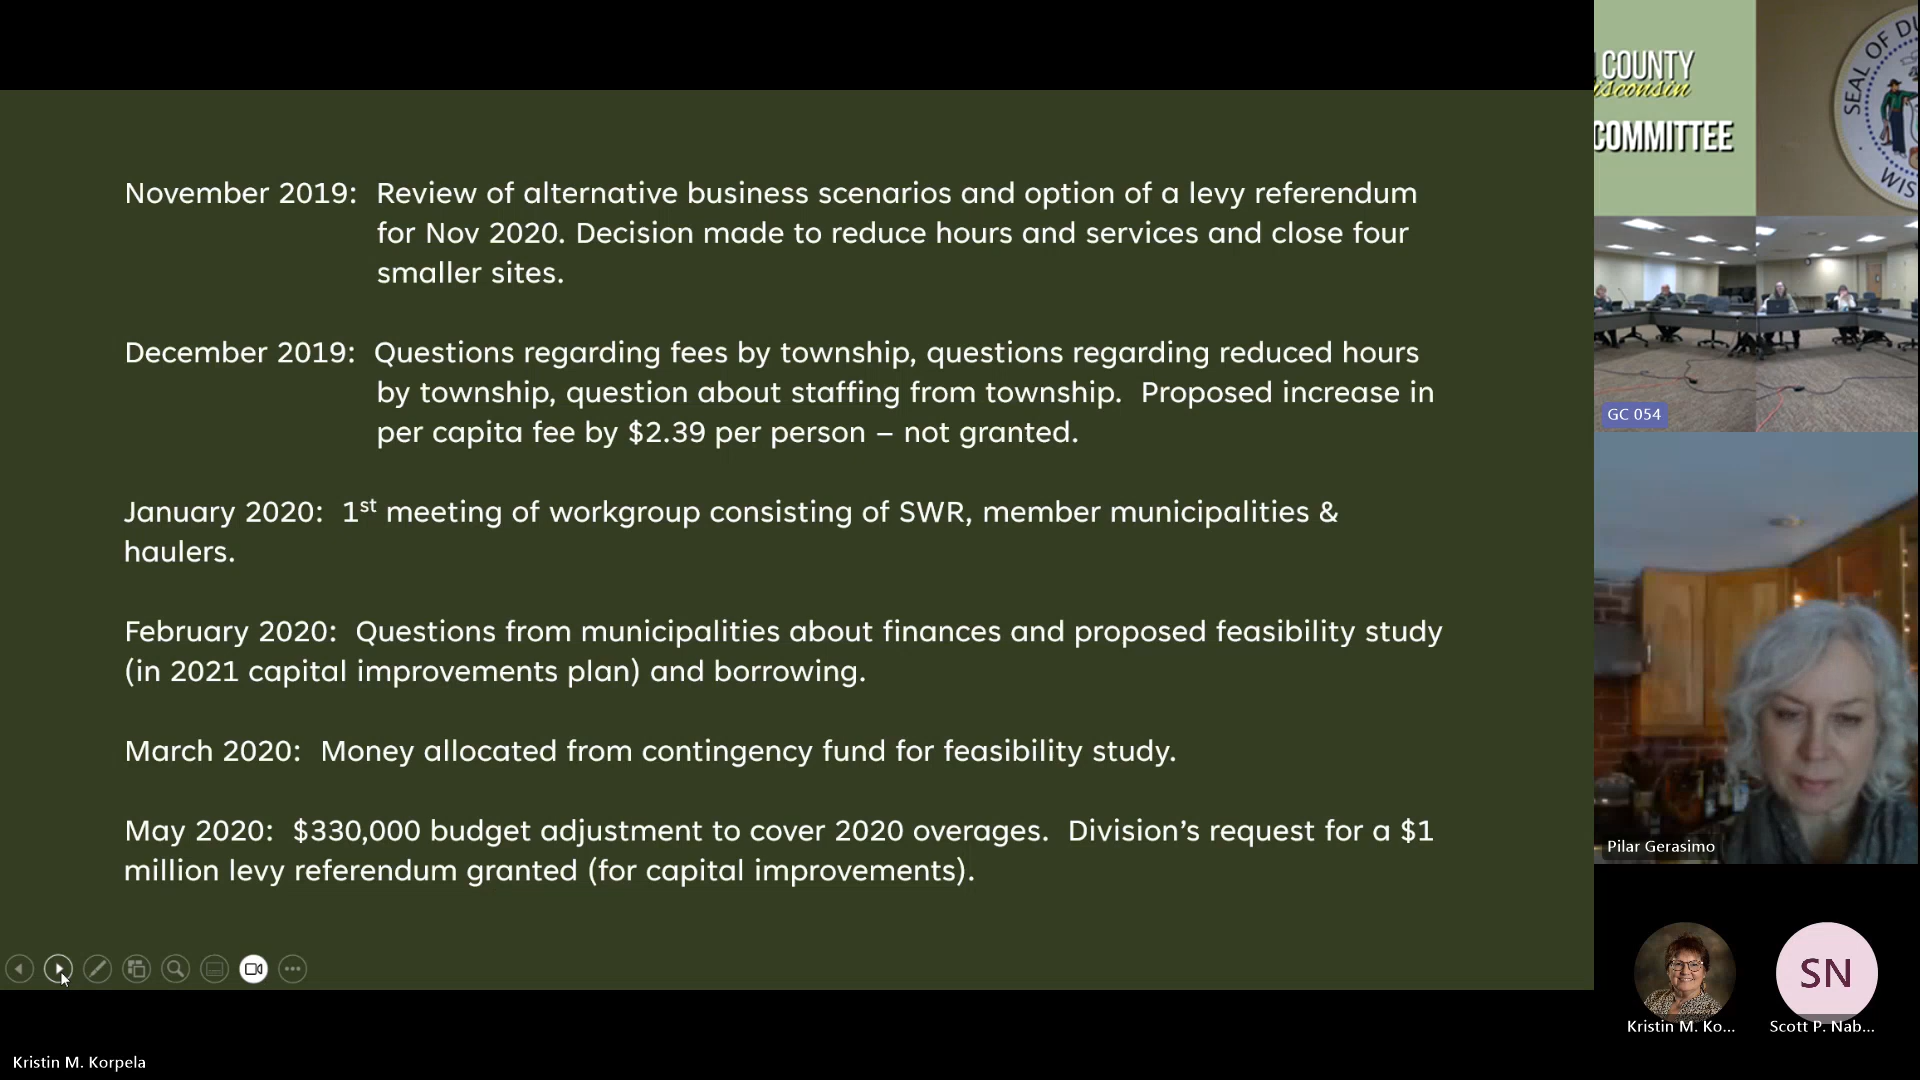 November 2019: Review of alternative business scenarios and option of a levy referendum
for Nov 2020. Decision made to reduce hours and services and close four
smaller sites.
December 2019: Questions regarding fees by township, questions regarding reduced hours
by township, question about staffing from township. Proposed increase in
per capita fee by $2.39 per person – not granted.
January 2020: 1st meeting of workgroup consisting of SWR, member municipalities &
haulers.
February 2020: Questions from municipalities about finances and proposed feasibility study
(in 2021 capital improvements plan) and borrowing.
March 2020: Money allocated from contingency fund for feasibility study.
May 2020: $330,000 budget adjustment to cover 2020 overages. Division’s request for a $1
million levy referendum granted (for capital improvements).
Kristin M. Korpela
COUNTY
isconsin
COMMITTEE
SEAL OF DU
WIS
GC 054
Pilar Gerasimo
SN
Kristin M. Ko...
Scott P. Nab...